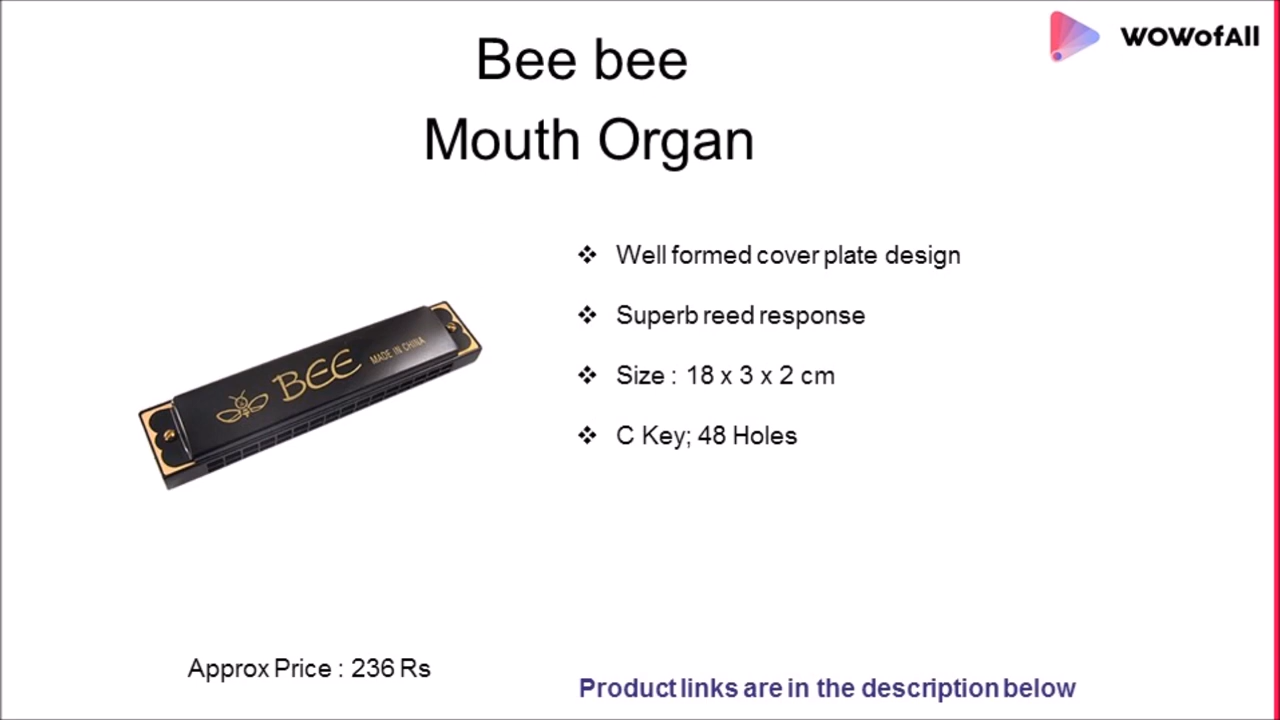 WOWofAll
Bee bee
Mouth Organ
Well formed cover plate design
Superb reed response
Size : 18 x 3 x 2 cm
C Key; 48 Holes
BEE MADE IN CHINA
Approx Price : 236 Rs
Product links are in the description below